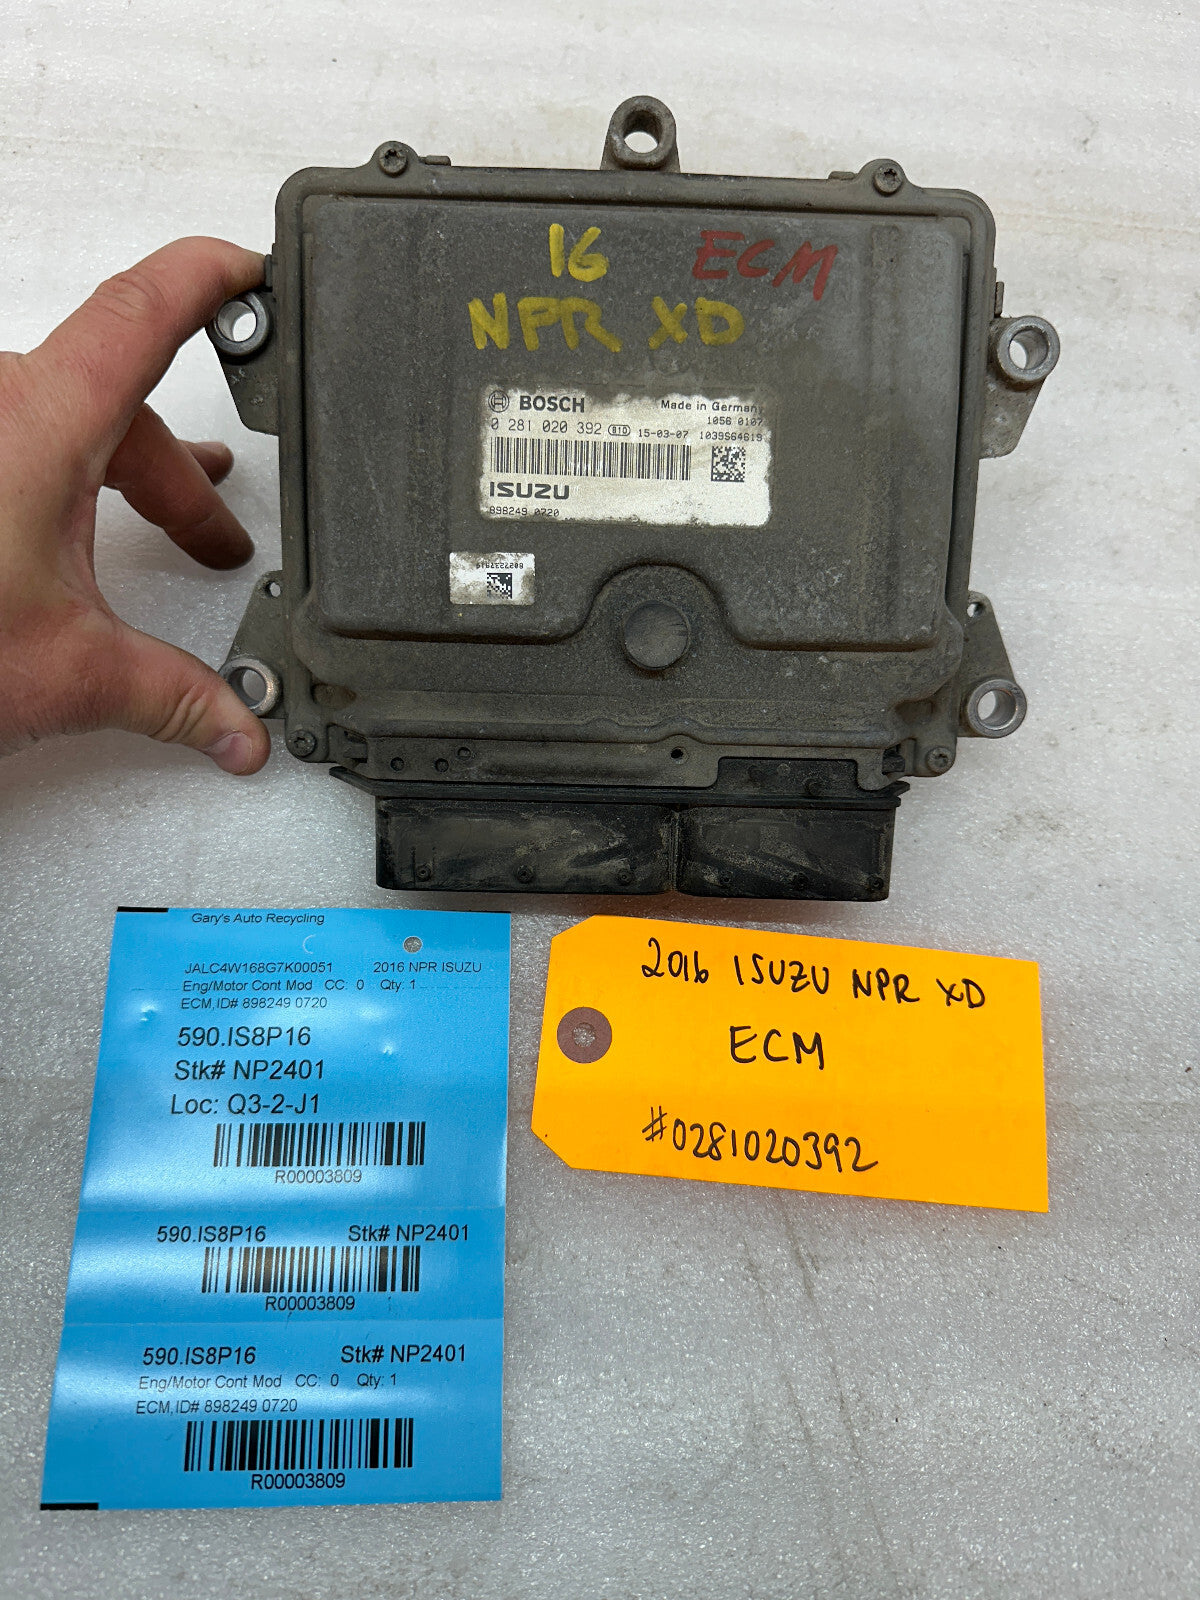 16 ECM
NPR XD
BOSCH Made in Germany
1056 0107
0 281 020 392 81D 15-03-07 1039S64619
ISUZU
898249 0720
Gary's Auto Recycling
JALC4W168G7K00051 2016 NPR ISUZU
Eng/Motor Cont Mod CC: 0 Qty: 1
ECM,ID# 898249 0720
590.IS8P16
Stk# NP2401
Loc: Q3-2-J1
R00003809
590.IS8P16 Stk# NP2401
R00003809
590.IS8P16 Stk# NP2401
Eng/Motor Cont Mod CC: 0 Qty: 1
ECM,ID# 898249 0720
R00003809
2016 ISUZU NPR XD
ECM
#0281020392